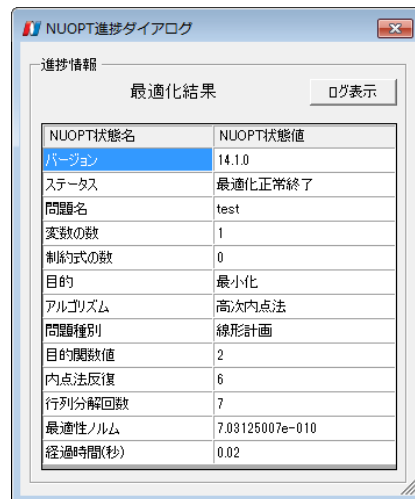 NUOPT進捗ダイアログ
進捗情報
最適化結果
ログ表示
NUOPT状態名 NUOPT状態値
バージョン 14.1.0
ステータス 最適化正常終了
問題名 test
変数の数 1
制約式の数 0
目的 最小化
アルゴリズム 高次内点法
問題種別 線形計画
目的関数値 2
内点法反復 6
行列分解回数 7
最適性ノルム 7.03125007e-010
経過時間(秒) 0.02